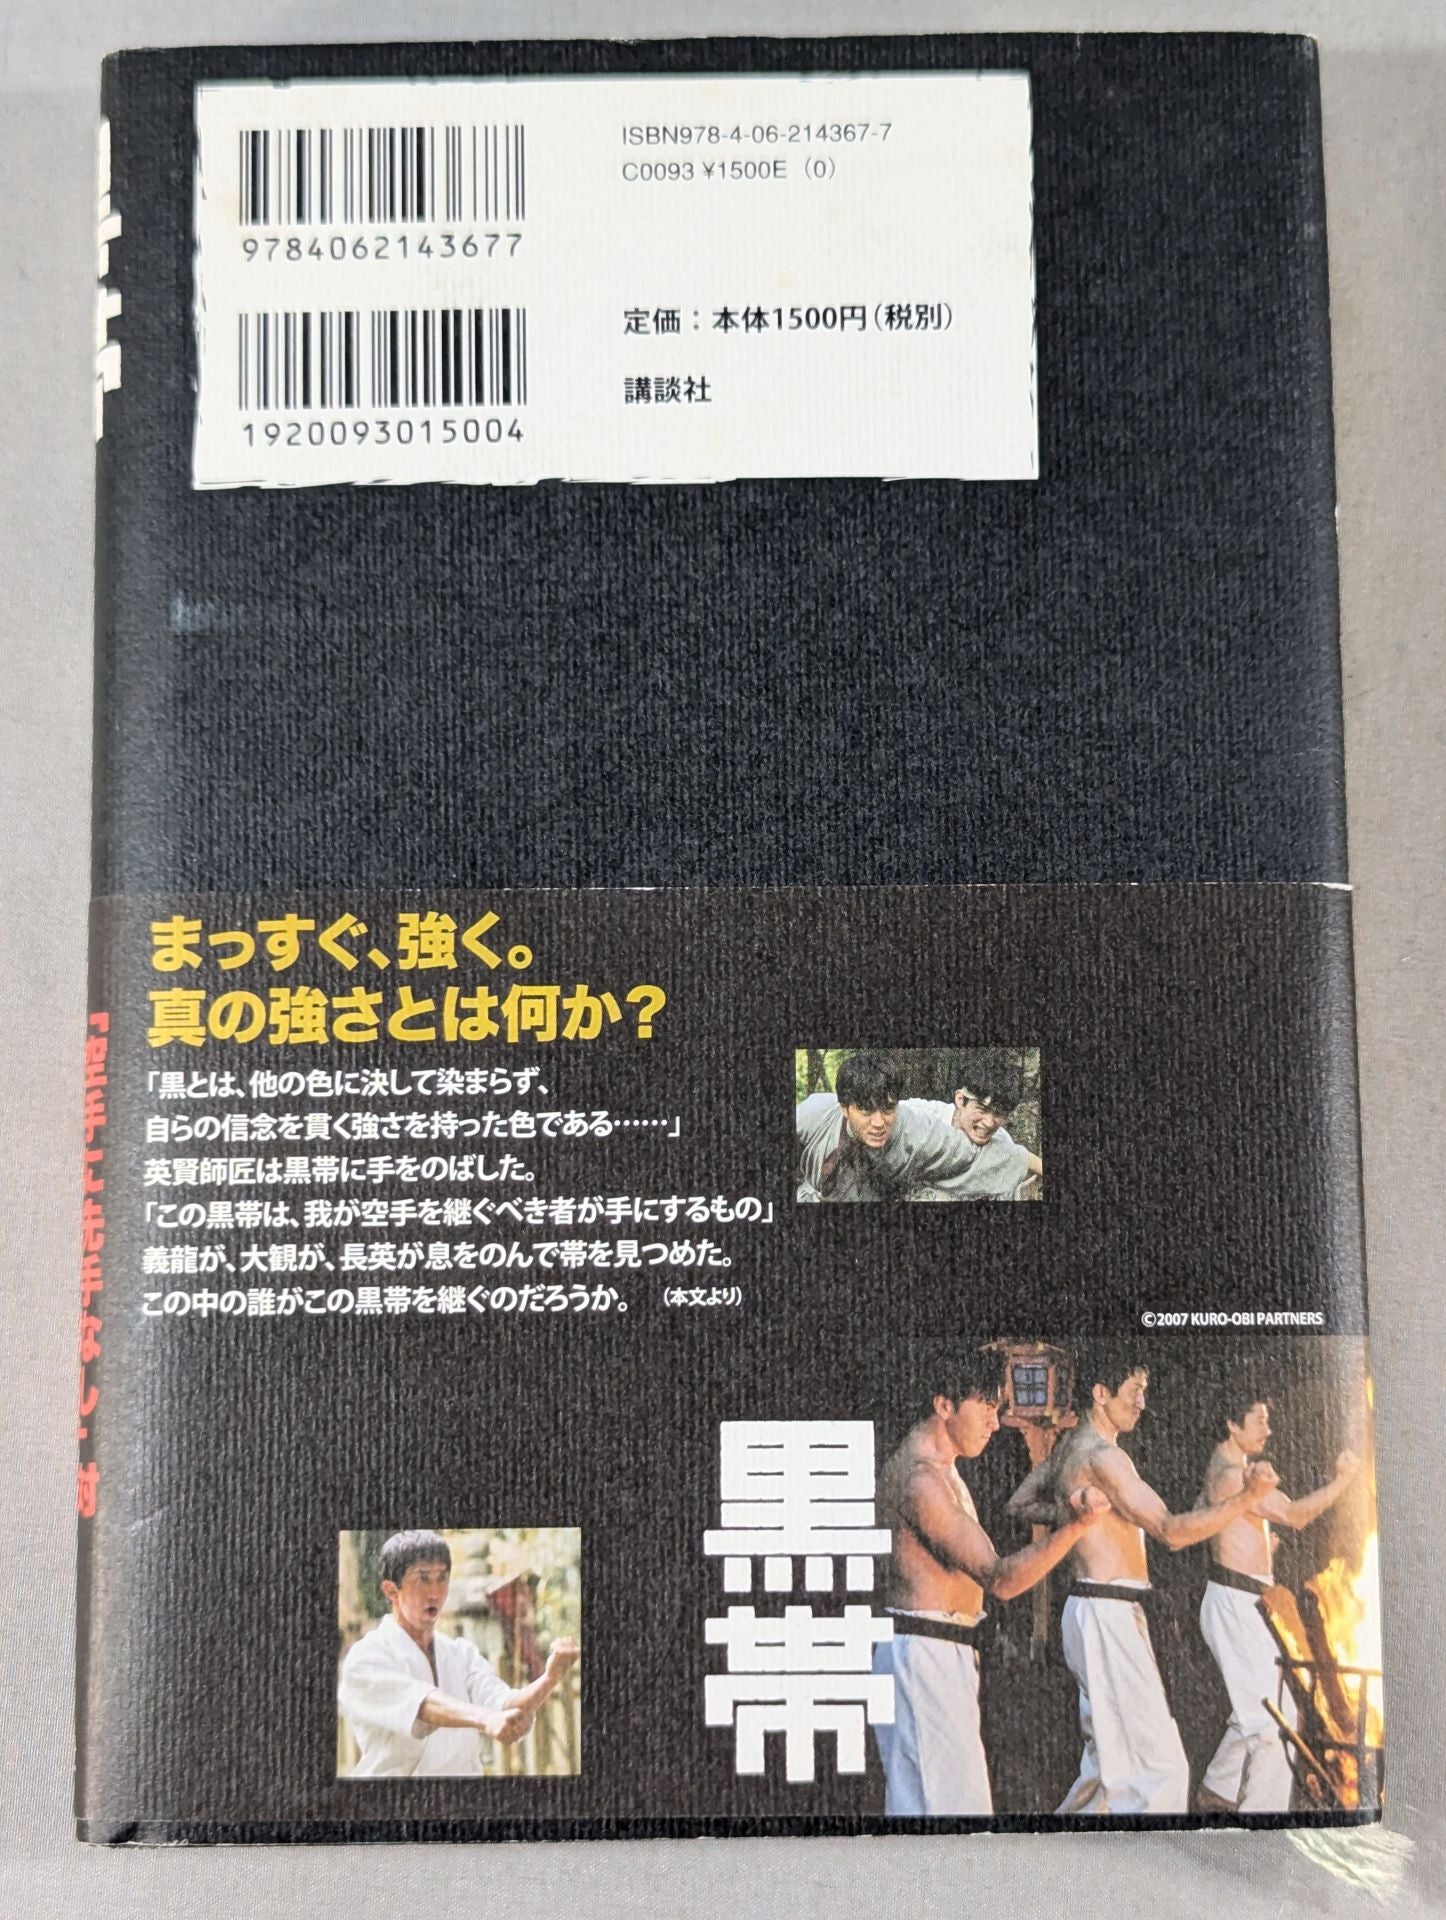 ISBN978-4-06-214367-7
C0093 ¥1500E (0)
9784062143677
定価：本体1500円(税別)
講談社
1920093015004
まっすぐ、強く。
真の強さとは何か?
「黒とは、他の色に決して染まらず、
自らの信念を貫く強さを持った色である……」
英賢師匠は黒帯に手をのばした。
「この黒帯は、我が空手を継ぐべき者が手にするもの」
義龍が、大観が、長英が息をのんで帯を見つめた。
この中の誰がこの黒帯を継ぐのだろうか。 (本文より)
©2007 KURO-OBI PARTNERS
黒帯